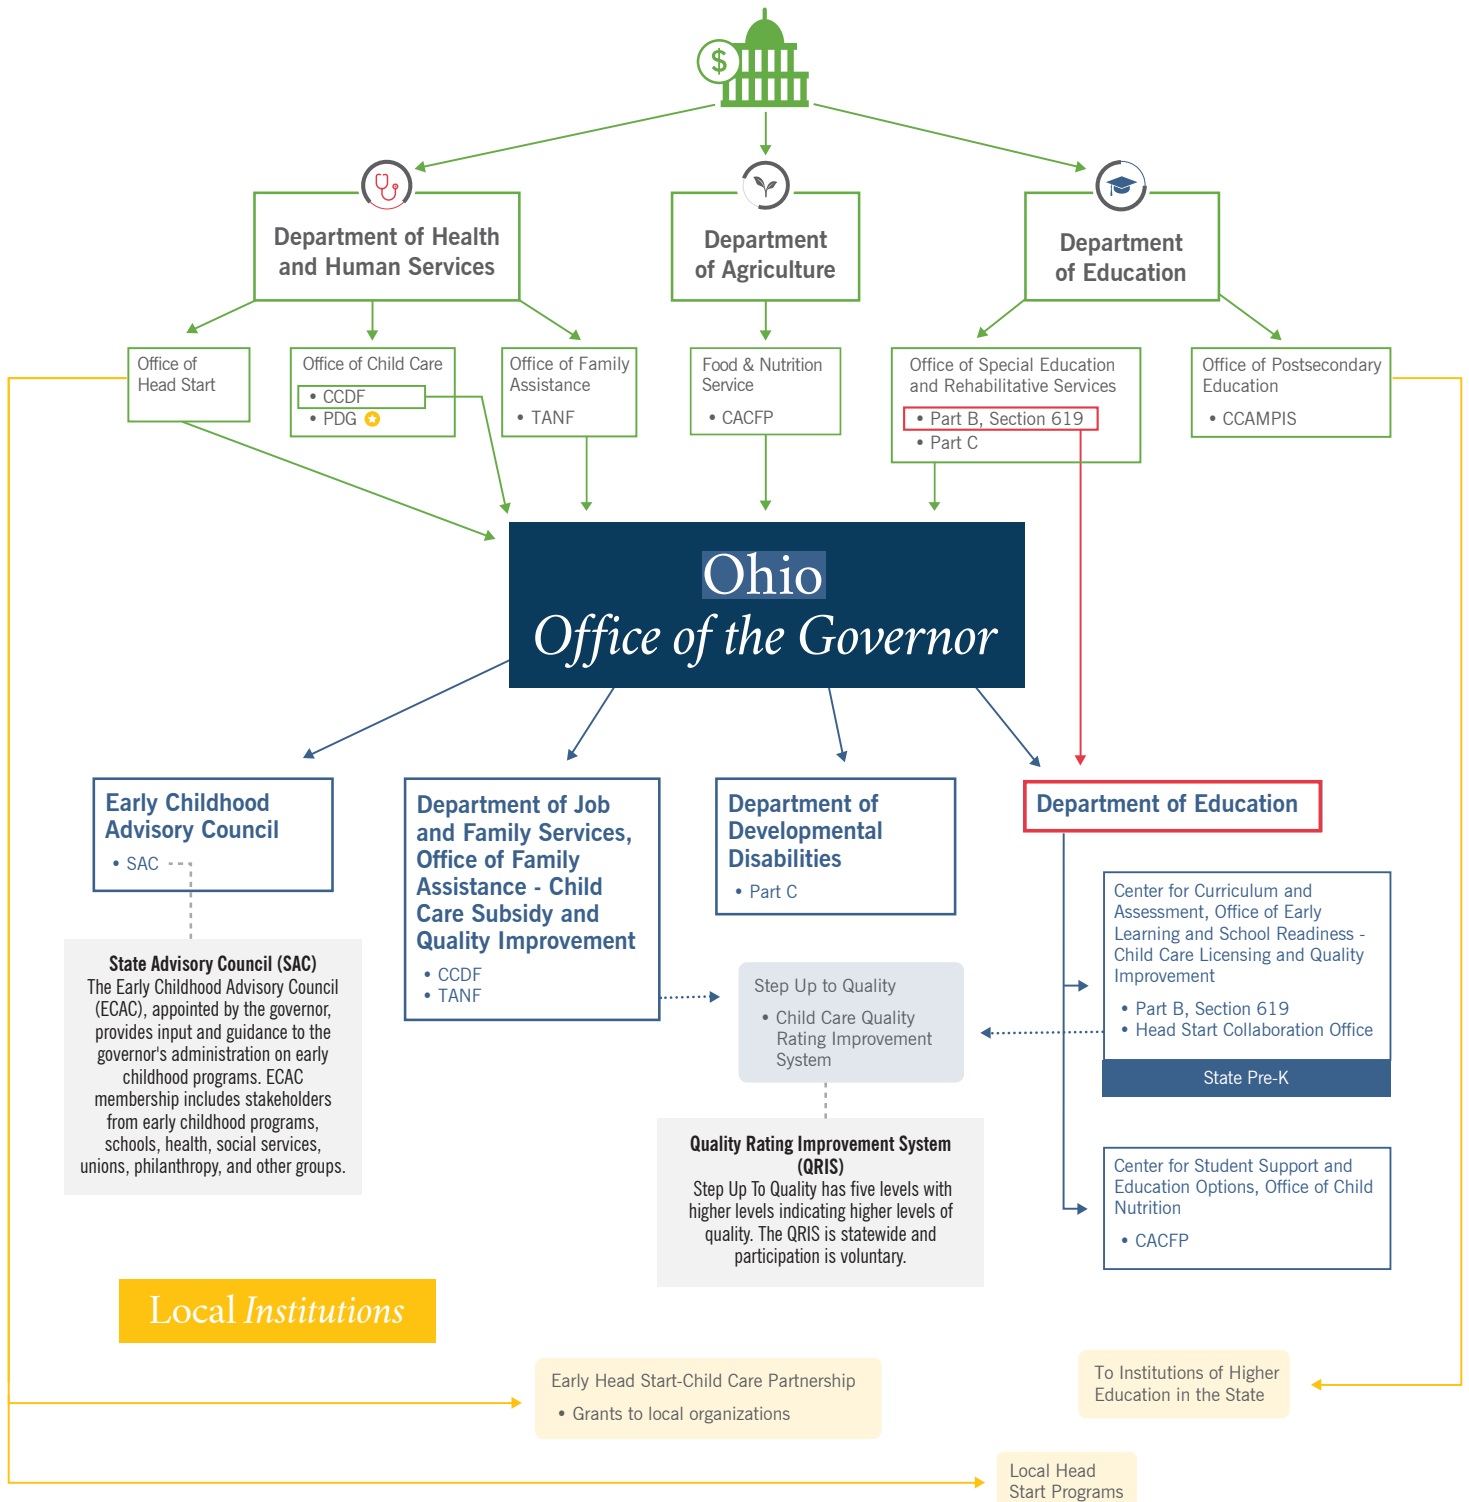 $
Department of Health
and Human Services
Department
of Agriculture
Department
of Education
Office of
Head Start
Office of Child Care
• CCDF
• PDG
Office of Family
Assistance
• TANF
Food & Nutrition
Service
• CACFP
Office of Special Education
and Rehabilitative Services
• Part B, Section 619
• Part C
Office of Postsecondary
Education
• CCAMPIS
Ohio
Office of the Governor
Early Childhood
Advisory Council
• SAC
State Advisory Council (SAC)
The Early Childhood Advisory Council
(ECAC), appointed by the governor,
provides input and guidance to the
governor's administration on early
childhood programs. ECAC
membership includes stakeholders
from early childhood programs,
schools, health, social services,
unions, philanthropy, and other groups.
Department of Job
and Family Services,
Office of Family
Assistance - Child
Care Subsidy and
Quality Improvement
• CCDF
• TANF
Department of
Developmental
Disabilities
• Part C
Step Up to Quality
• Child Care Quality
Rating Improvement
System
Quality Rating Improvement System
(QRIS)
Step Up To Quality has five levels with
higher levels indicating higher levels of
quality. The QRIS is statewide and
participation is voluntary.
Department of Education
Center for Curriculum and
Assessment, Office of Early
Learning and School Readiness -
Child Care Licensing and Quality
Improvement
• Part B, Section 619
• Head Start Collaboration Office
State Pre-K
Center for Student Support and
Education Options, Office of Child
Nutrition
• CACFP
Local Institutions
Early Head Start-Child Care Partnership
• Grants to local organizations
To Institutions of Higher
Education in the State
Local Head
Start Programs